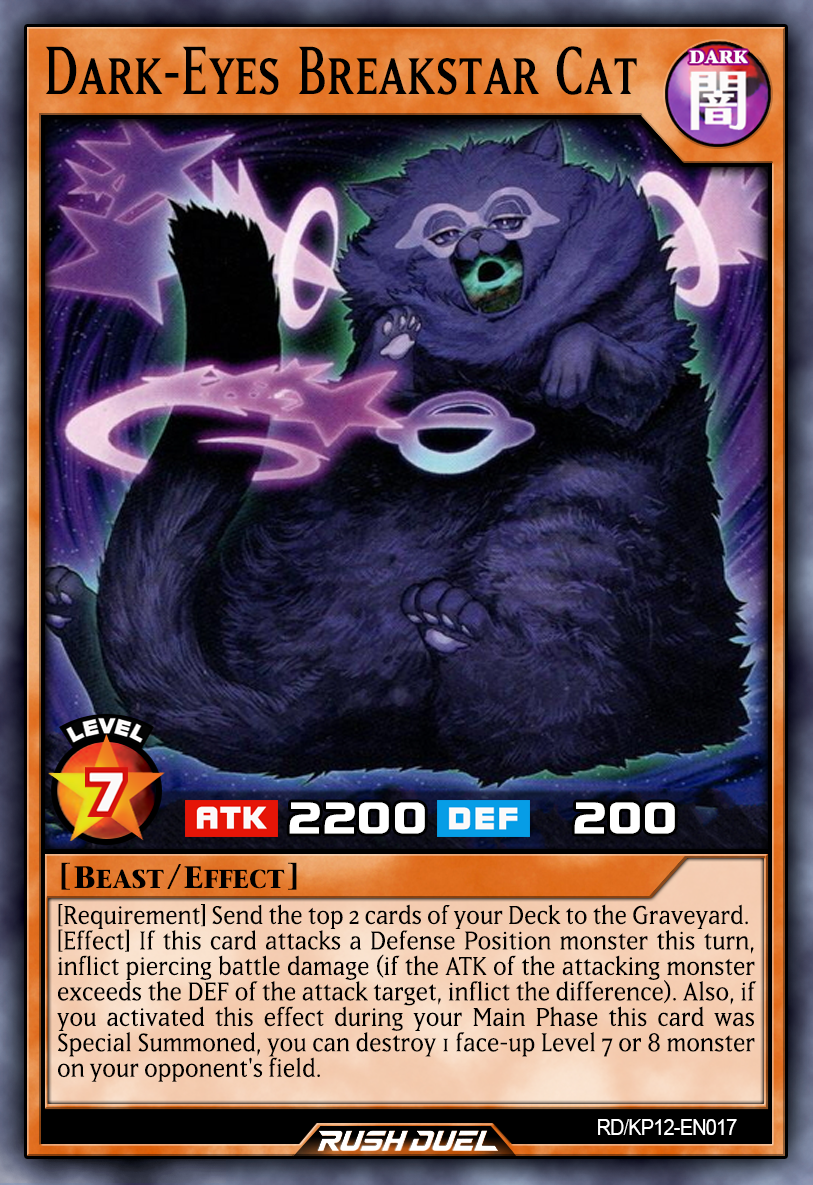 Dark-Eyes Breakstar Cat
DARK
闇
LEVEL
7
ATK 2200 DEF 200
[Beast/Effect]
[Requirement] Send the top 2 cards of your Deck to the Graveyard.
[Effect] If this card attacks a Defense Position monster this turn,
inflict piercing battle damage (if the ATK of the attacking monster
exceeds the DEF of the attack target, inflict the difference). Also, if
you activated this effect during your Main Phase this card was
Special Summoned, you can destroy 1 face-up Level 7 or 8 monster
on your opponent's field.
RD/KP12-EN017
RUSH DUEL